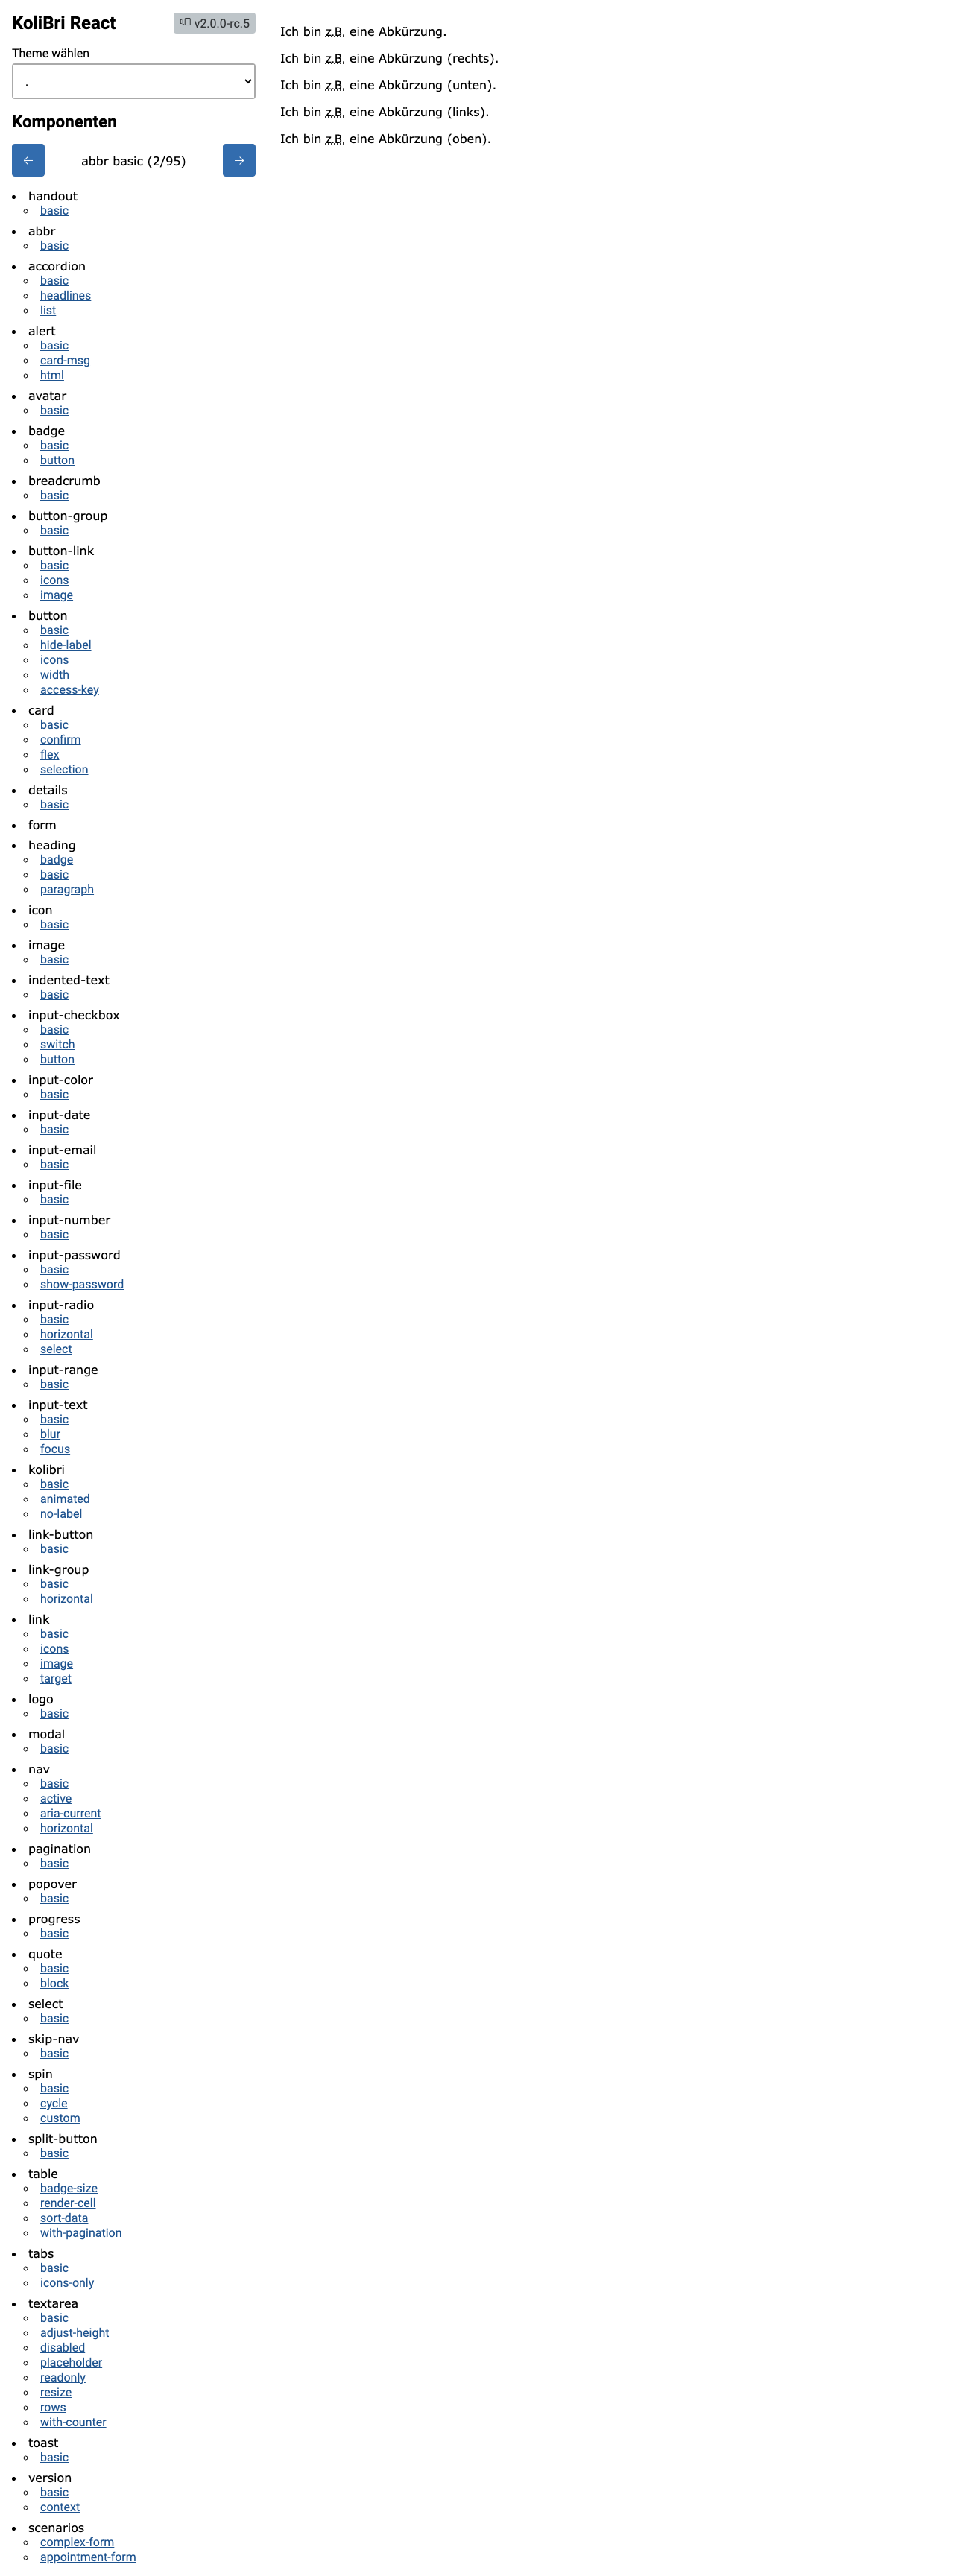 KoliBri React
v2.0.0-rc.5
Theme wählen
.
Komponenten
← abbr basic (2/95) →
handout
basic
abbr
basic
accordion
basic
headlines
list
alert
basic
card-msg
html
avatar
basic
badge
basic
button
breadcrumb
basic
button-group
basic
button-link
basic
icons
image
button
basic
hide-label
icons
width
access-key
card
basic
confirm
flex
selection
details
basic
form
heading
badge
basic
paragraph
icon
basic
image
basic
indented-text
basic
input-checkbox
basic
switch
button
input-color
basic
input-date
basic
input-email
basic
input-file
basic
input-number
basic
input-password
basic
show-password
input-radio
basic
horizontal
select
input-range
basic
input-text
basic
blur
focus
kolibri
basic
animated
no-label
link-button
basic
link-group
basic
horizontal
link
basic
icons
image
target
logo
basic
modal
basic
nav
basic
active
aria-current
horizontal
pagination
basic
popover
basic
progress
basic
quote
basic
block
select
basic
skip-nav
basic
spin
basic
cycle
custom
split-button
basic
table
badge-size
render-cell
sort-data
with-pagination
tabs
basic
icons-only
textarea
basic
adjust-height
disabled
placeholder
readonly
resize
rows
with-counter
toast
basic
version
basic
context
scenarios
complex-form
appointment-form
Ich bin z.B. eine Abkürzung.
Ich bin z.B. eine Abkürzung (rechts).
Ich bin z.B. eine Abkürzung (unten).
Ich bin z.B. eine Abkürzung (links).
Ich bin z.B. eine Abkürzung (oben).